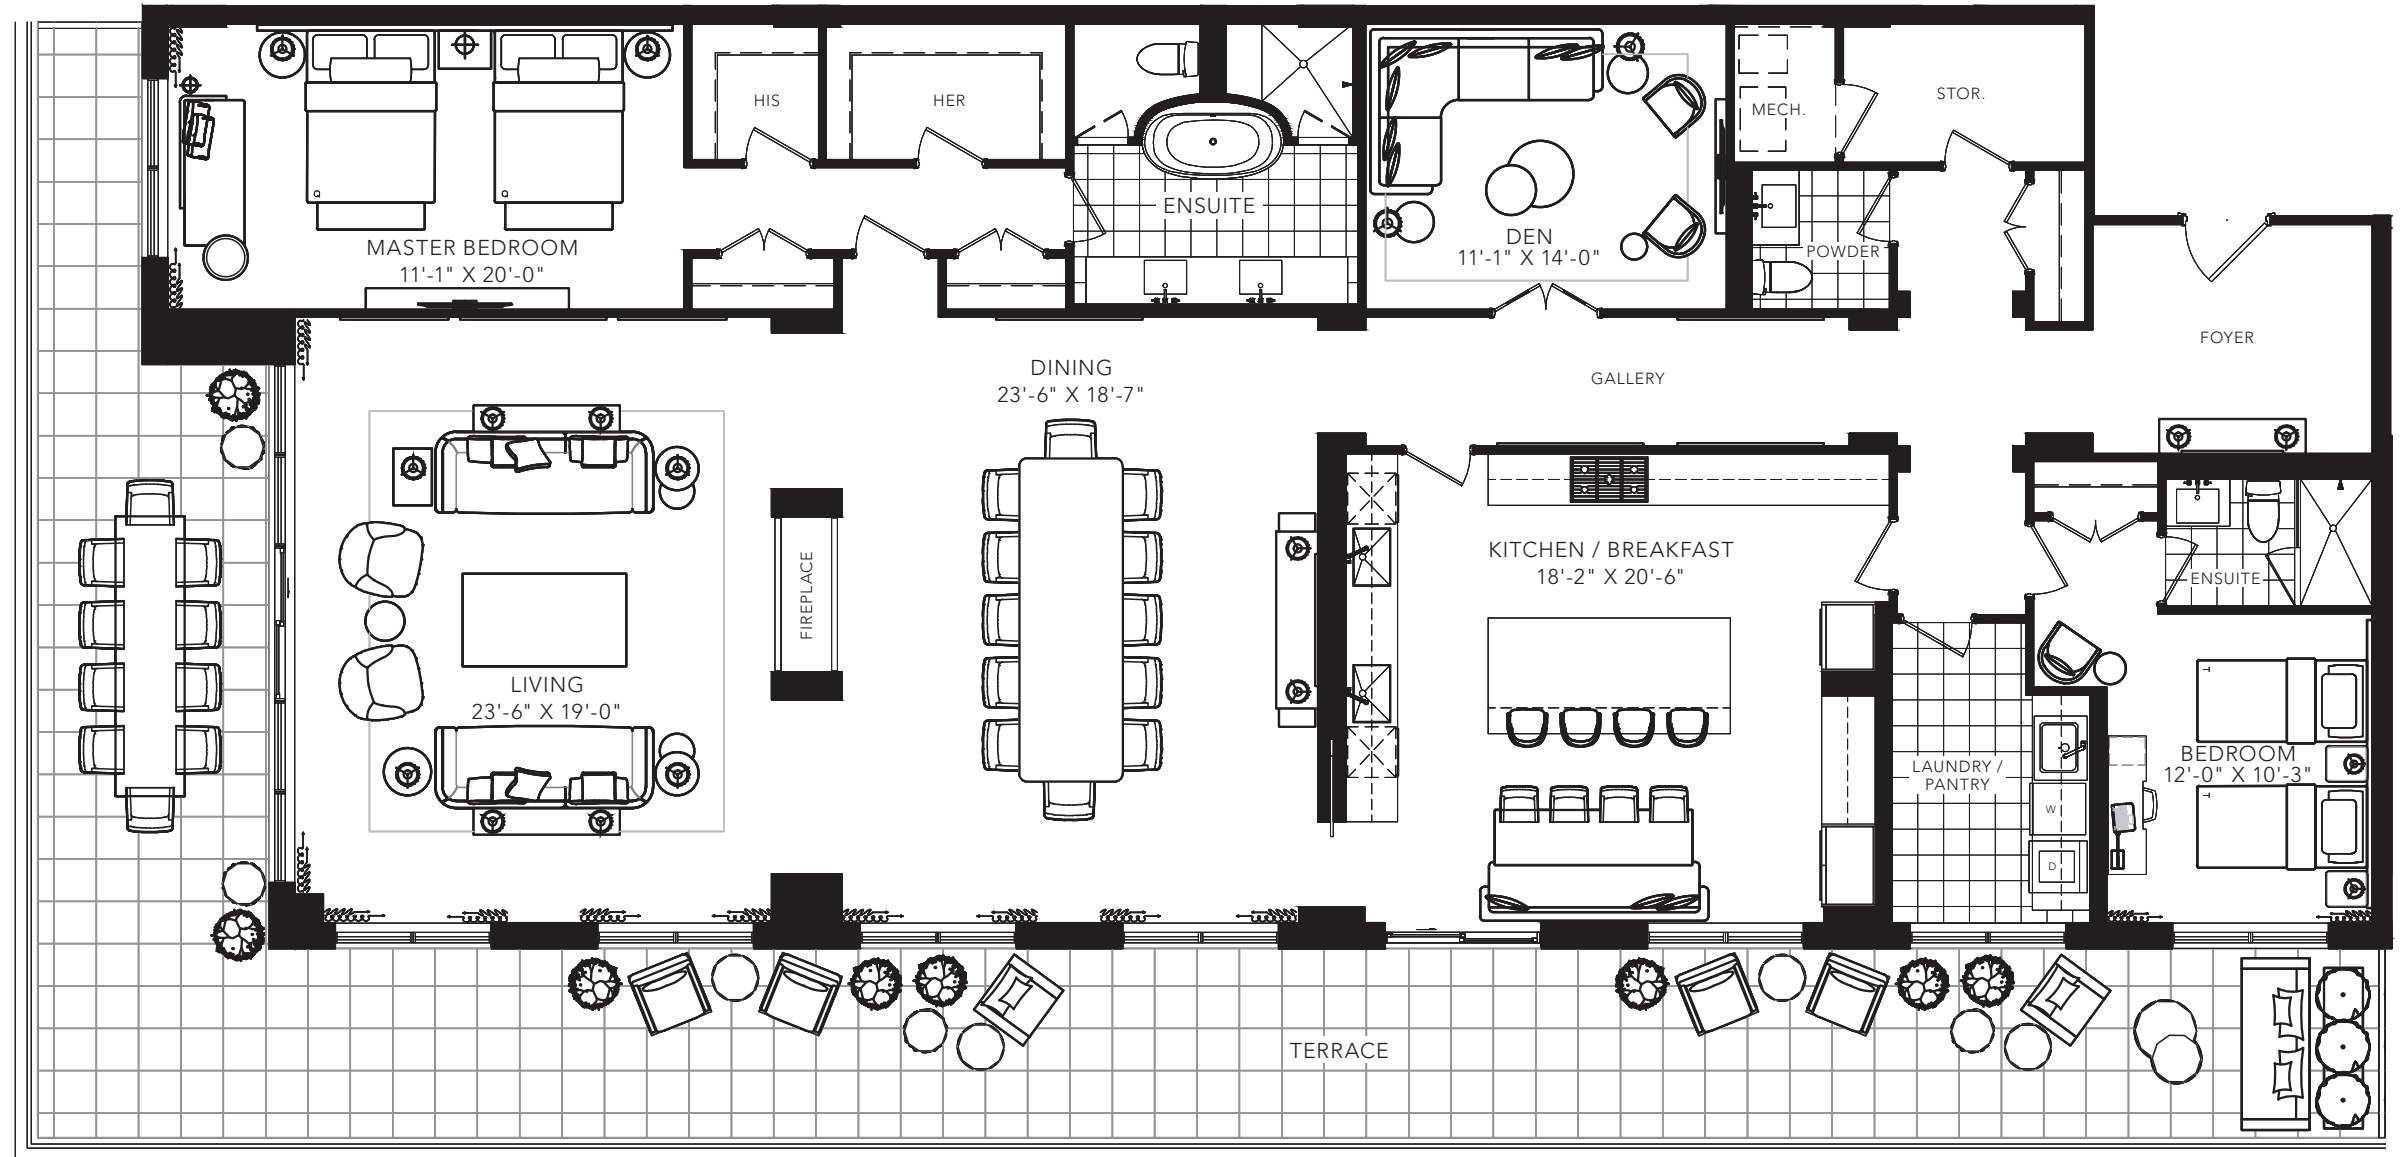 HIS
HER
MECH.
STOR.
ENSUITE
MASTER BEDROOM
11'-1" X 20'-0"
DEN
11'-1" X 14'-0"
POWDER
FOYER
DINING
23'-6" X 18'-7"
GALLERY
FIREPLACE
KITCHEN / BREAKFAST
18'-2" X 20'-6"
ENSUITE
LIVING
23'-6" X 19'-0"
LAUNDRY /
PANTRY
W
D
BEDROOM
12'-0" X 10'-3"
TERRACE